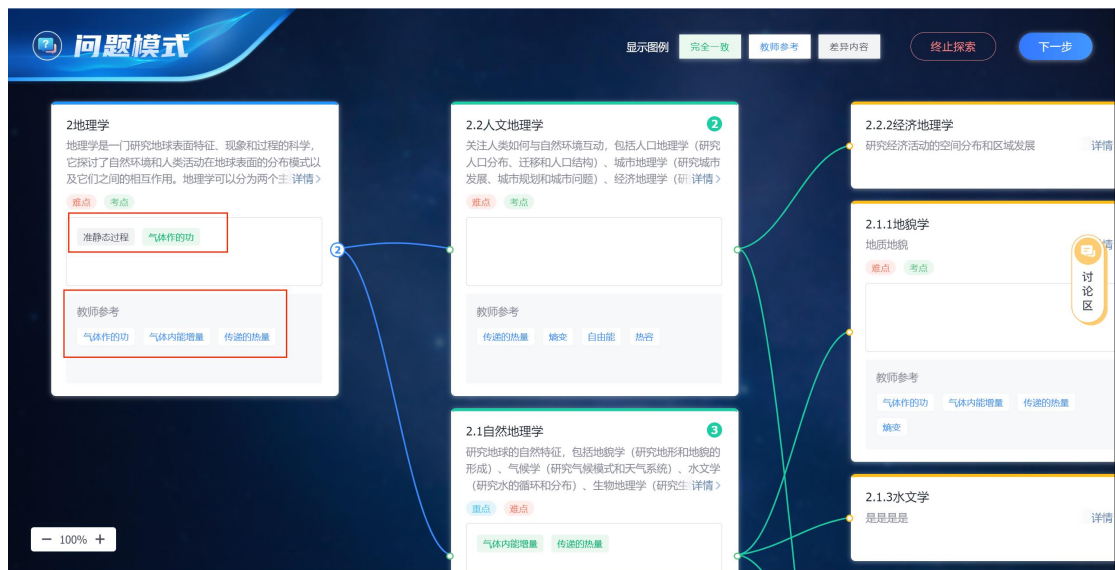 问题模式
显示图例
完全一致
教师参考
差异内容
终止探索
下一步
2地理学
地理学是一门研究地球表面特征、现象和过程的科学,
它探讨了自然环境和人类活动在地球表面的分布模式以
及它们之间的相互作用。地理学可以分为两个主 详情>
难点 考点
准静态过程 气体作的功
2
教师参考
气体作的功 气体内能增量 传递的热量
2.2人文地理学 2
关注人类如何与自然环境互动,包括人口地理学(研究
人口分布、迁移和人口结构)、城市地理学(研究城市
发展、城市规划和城市问题)、经济地理学(研 详情>
难点 考点
教师参考
传递的热量 熵变 自由能 热容
2.1自然地理学 3
研究地球的自然特征,包括地貌学(研究地形和地貌的
形成)、气候学(研究气候模式和天气系统)、水文学
(研究水的循环和分布)、生物地理学(研究生 详情>
重点 难点
气体内能增量 传递的热量
2.2.2经济地理学
研究经济活动的空间分布和区域发展 详情
2.1.1地貌学
地质地貌 情
难点 考点
教师参考
气体作的功 气体内能增量 传递的热量
熵变
2.1.3水文学
是是是是 详情
讨论区
− 100% +